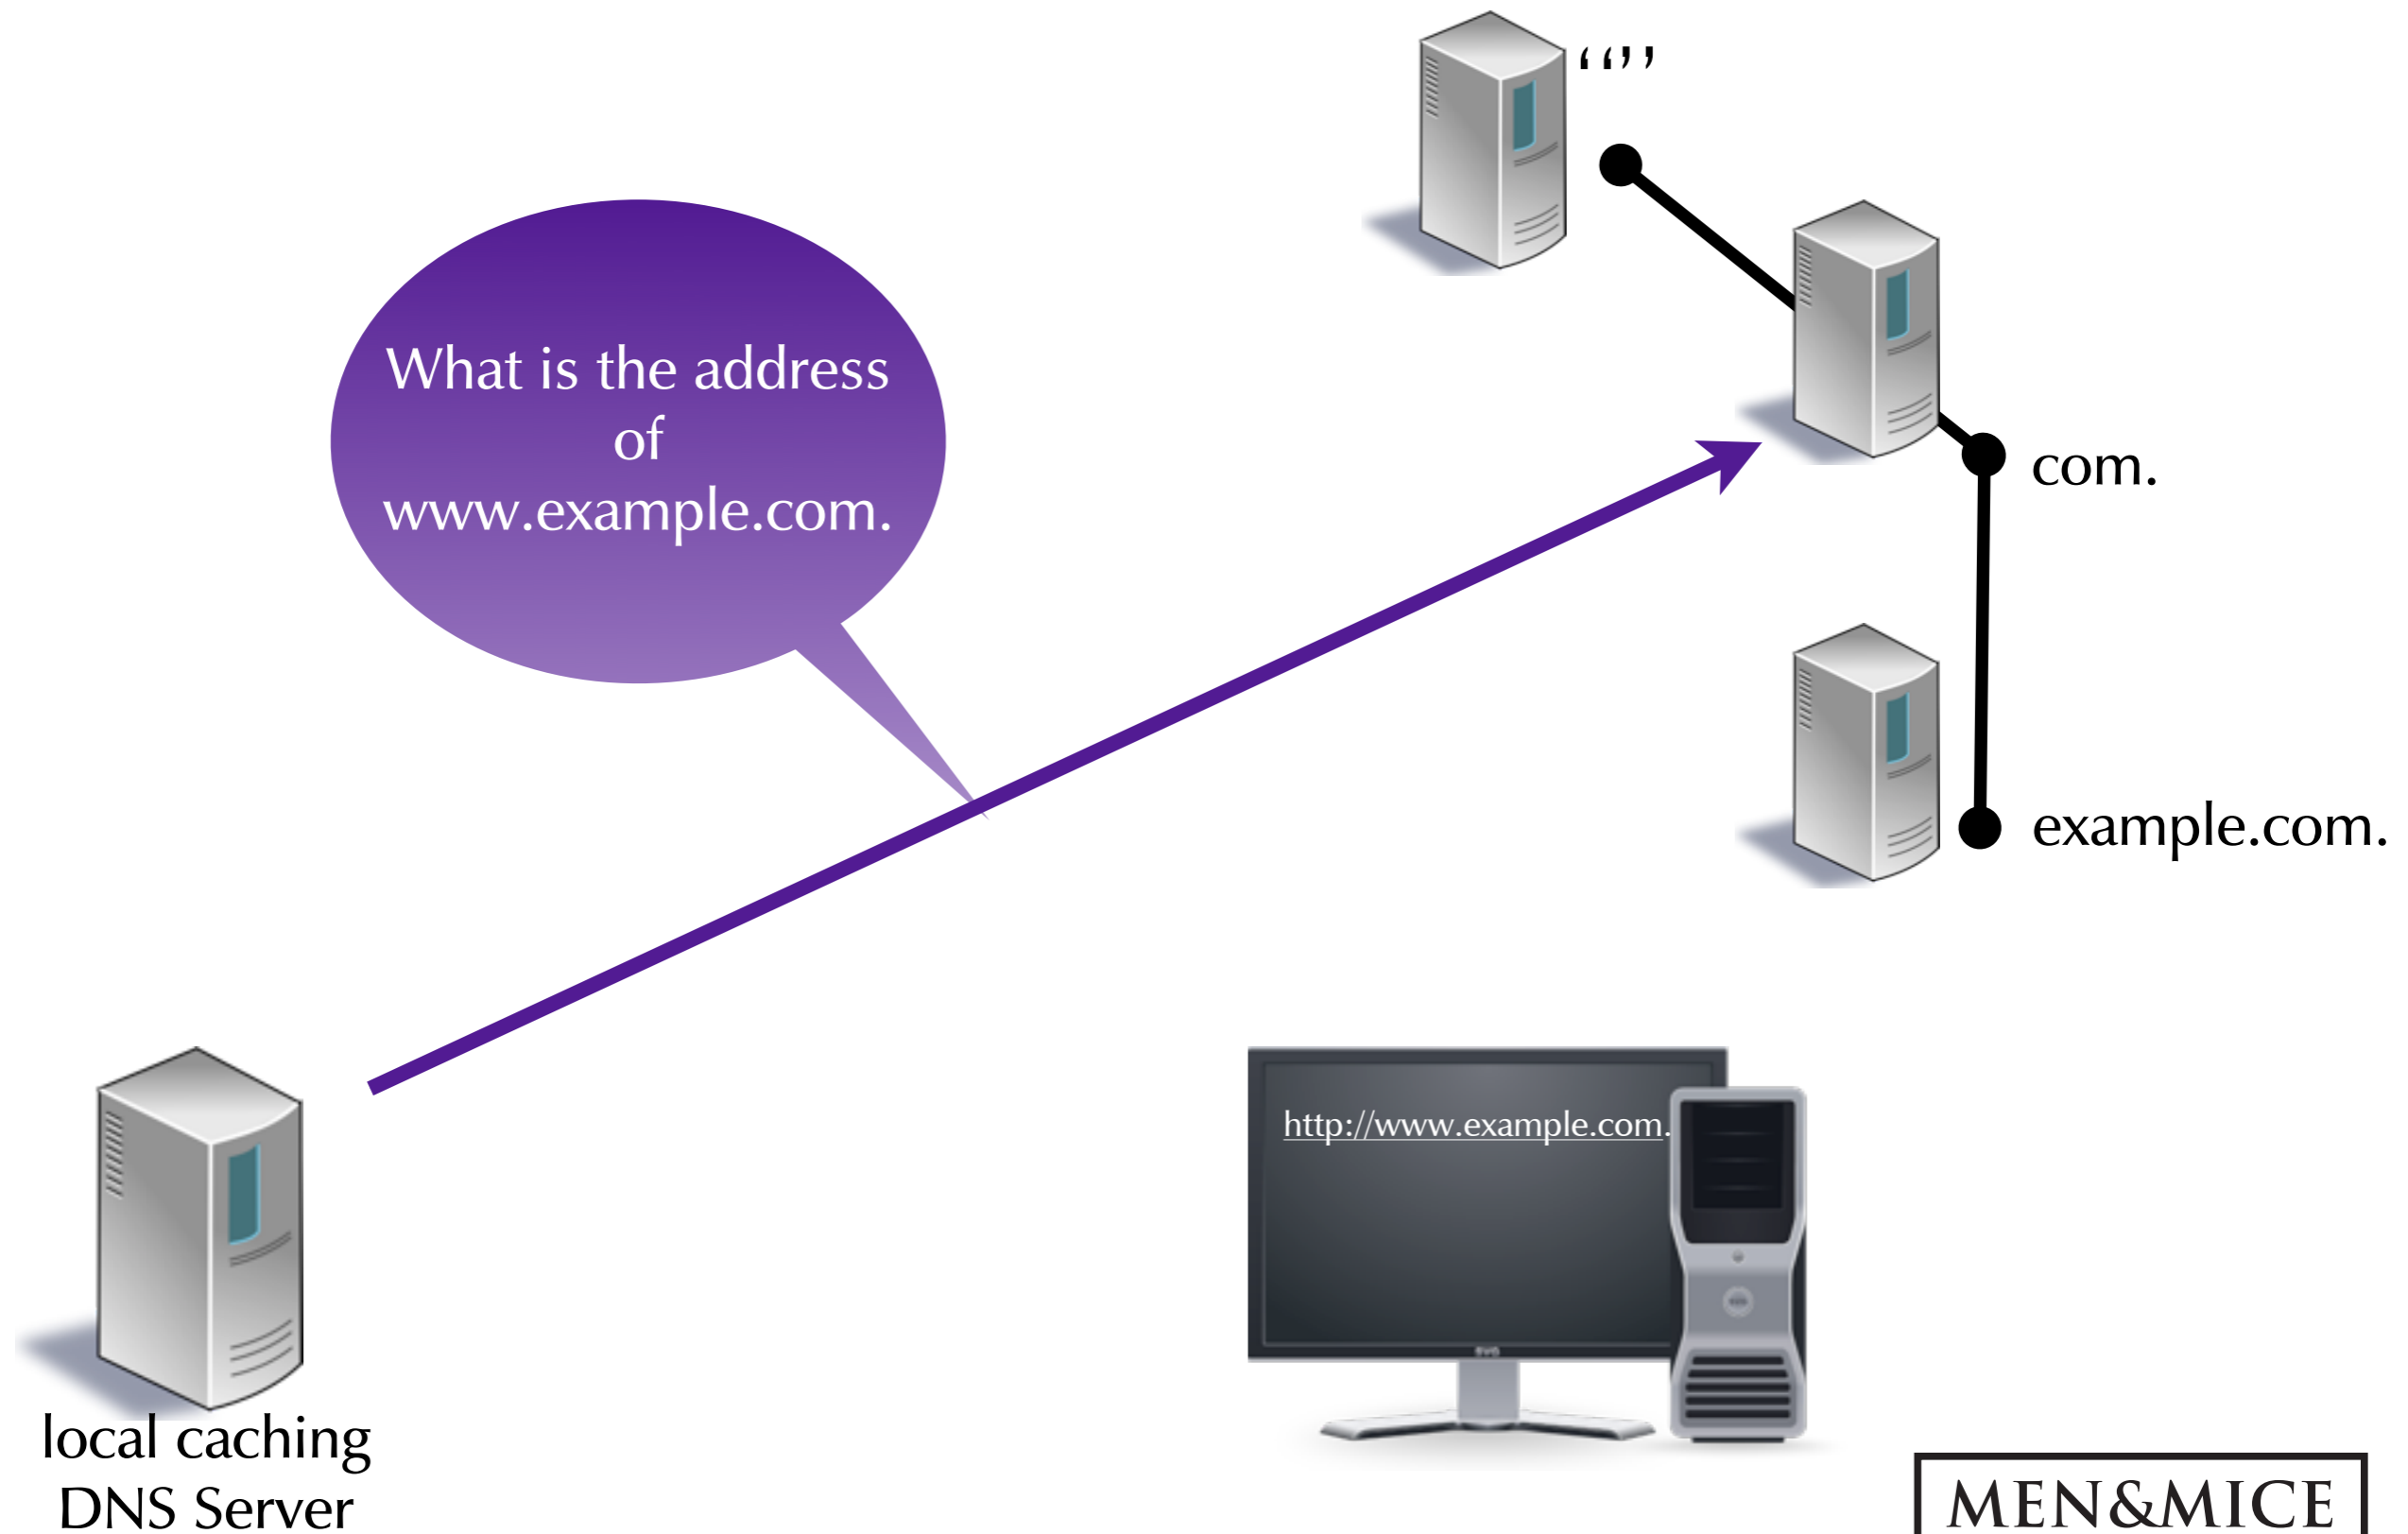 “”
What is the address
of
www.example.com.
com.
example.com.
http://www.example.com.
local caching
DNS Server
MEN&MICE